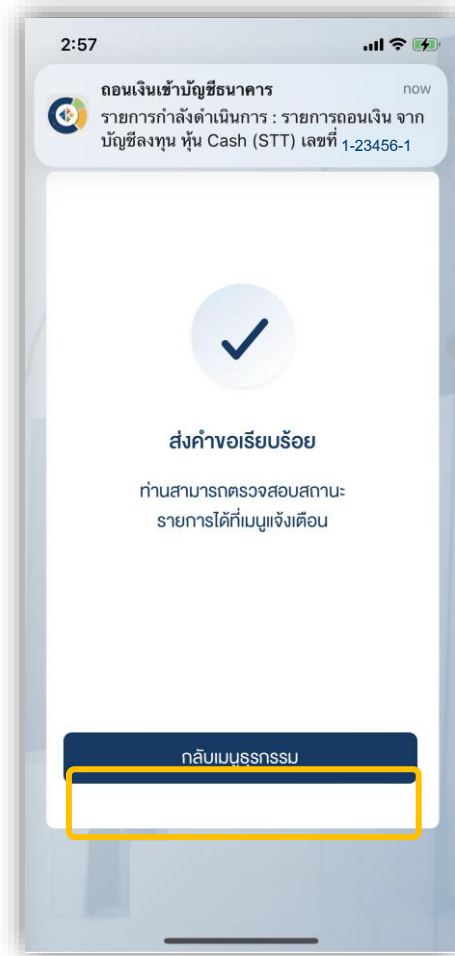 2:57
ถอนเงินเข้าบัญชีธนาคาร now
รายการกำลังดำเนินการ : รายการถอนเงิน จาก
บัญชีลงทุน หุ้น Cash (STT) เลขที่ 1-23456-1
ส่งคำขอเรียบร้อย
ท่านสามารถตรวจสอบสถานะ
รายการได้ที่เมนูแจ้งเตือน
กลับเมนูธุรกรรม